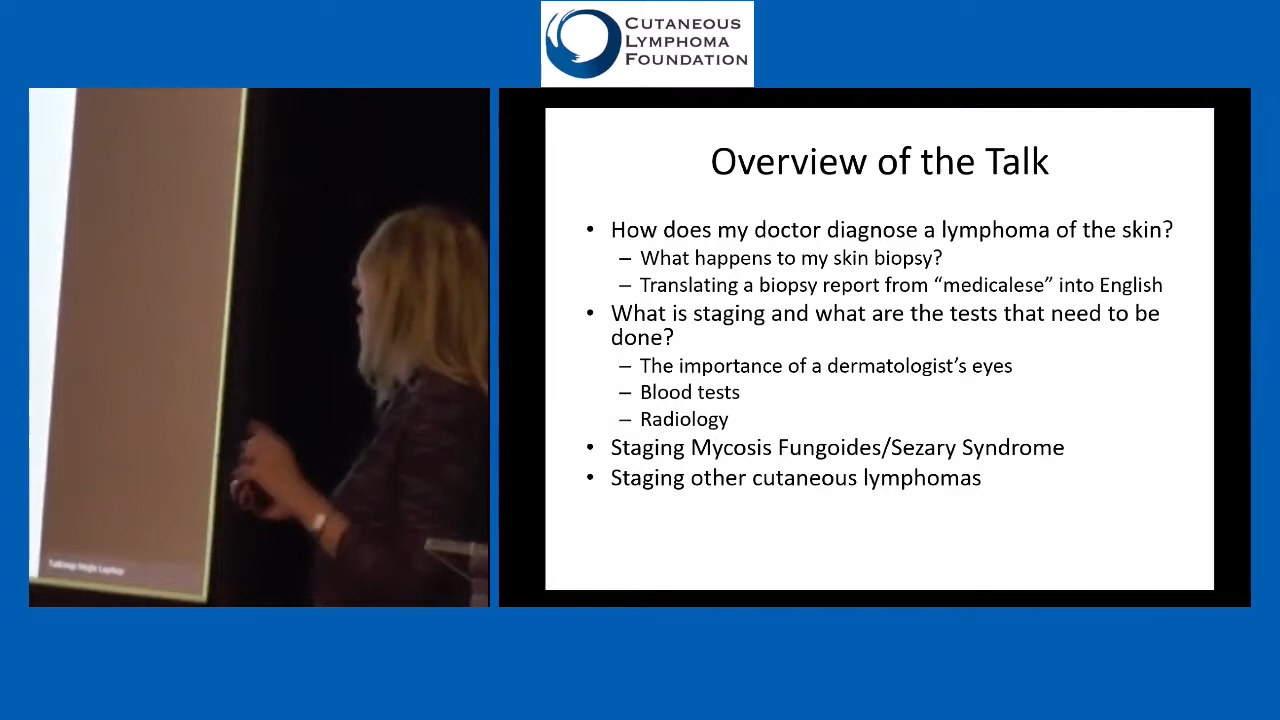 CUTANEOUS
LYMPHOMA
FOUNDATION
Overview of the Talk
• How does my doctor diagnose a lymphoma of the skin?
– What happens to my skin biopsy?
– Translating a biopsy report from “medicalese” into English
• What is staging and what are the tests that need to be
done?
– The importance of a dermatologist’s eyes
– Blood tests
– Radiology
• Staging Mycosis Fungoides/Sezary Syndrome
• Staging other cutaneous lymphomas